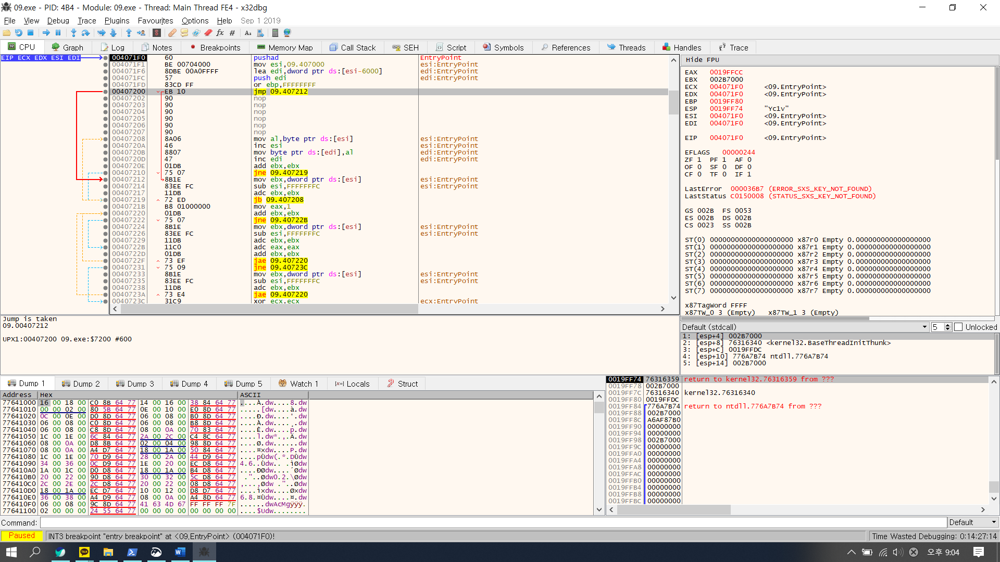 09.exe - PID: 4B4 - Module: 09.exe - Thread: Main Thread FE4 - x32dbg
File View Debug Trace Plugins Favourites Options Help Sep 1 2019
CPU Graph Log Notes Breakpoints Memory Map Call Stack SEH Script Symbols References Threads Handles Trace
EIP ECX EDX ESI EDI
004071F0 60 pushad EntryPoint
004071F1 BE 00704000 mov esi,09.407000 esi:EntryPoint
004071F6 8DBE 00A0FFFF lea edi,dword ptr ds:[esi-6000] edi:EntryPoint
004071FC 57 push edi edi:EntryPoint
004071FD 83CD FF or ebp,FFFFFFFF
00407200 EB 10 jmp 09.407212
00407202 90 nop
00407203 90 nop
00407204 90 nop
00407205 90 nop
00407206 90 nop
00407207 90 nop
00407208 8A06 mov al,byte ptr ds:[esi] esi:EntryPoint
0040720A 46 inc esi esi:EntryPoint
0040720B 8807 mov byte ptr ds:[edi],al edi:EntryPoint
0040720D 47 inc edi edi:EntryPoint
0040720E 01DB add ebx,ebx
00407210 75 07 jne 09.407219
00407212 8B1E mov ebx,dword ptr ds:[esi] esi:EntryPoint
00407214 83EE FC sub esi,FFFFFFFC esi:EntryPoint
00407217 11DB adc ebx,ebx
00407219 72 ED jb 09.407208
0040721B B8 01000000 mov eax,1
00407220 01DB add ebx,ebx
00407222 75 07 jne 09.40722B
00407224 8B1E mov ebx,dword ptr ds:[esi] esi:EntryPoint
00407226 83EE FC sub esi,FFFFFFFC esi:EntryPoint
00407229 11DB adc ebx,ebx
0040722B 11C0 adc eax,eax
0040722D 01DB add ebx,ebx
0040722F 73 EF jae 09.407220
00407231 75 09 jne 09.40723C
00407233 8B1E mov ebx,dword ptr ds:[esi] esi:EntryPoint
00407235 83EE FC sub esi,FFFFFFFC esi:EntryPoint
00407238 11DB adc ebx,ebx
0040723A 73 E4 jae 09.407220
0040723C 31C9 xor ecx,ecx ecx:EntryPoint
Hide FPU
EAX 0019FFCC
EBX 002B7000
ECX 004071F0 <09.EntryPoint>
EDX 004071F0 <09.EntryPoint>
EBP 0019FF80
ESP 0019FF74 "Yc1v"
ESI 004071F0 <09.EntryPoint>
EDI 004071F0 <09.EntryPoint>
EIP 004071F0 <09.EntryPoint>
EFLAGS 00000244
ZF 1 PF 1 AF 0
OF 0 SF 0 DF 0
CF 0 TF 0 IF 1
LastError 000036B7 (ERROR_SXS_KEY_NOT_FOUND)
LastStatus C0150008 (STATUS_SXS_KEY_NOT_FOUND)
GS 002B FS 0053
ES 002B DS 002B
CS 0023 SS 002B
ST(0) 00000000000000000000 x87r0 Empty 0.000000000000000000
ST(1) 00000000000000000000 x87r1 Empty 0.000000000000000000
ST(2) 00000000000000000000 x87r2 Empty 0.000000000000000000
ST(3) 00000000000000000000 x87r3 Empty 0.000000000000000000
ST(4) 00000000000000000000 x87r4 Empty 0.000000000000000000
ST(5) 00000000000000000000 x87r5 Empty 0.000000000000000000
ST(6) 00000000000000000000 x87r6 Empty 0.000000000000000000
ST(7) 00000000000000000000 x87r7 Empty 0.000000000000000000
x87TagWord FFFF
x87TW_0 3 (Empty) x87TW_1 3 (Empty)
Jump is taken
09.00407212
UPX1:00407200 09.exe:$7200 #600
Default (stdcall) 5 Unlocked
1: [esp+4] 002B7000
2: [esp+8] 76316340 <kernel32.BaseThreadInitThunk>
3: [esp+C] 0019FFDC
4: [esp+10] 776A7B74 ntdll.776A7B74
5: [esp+14] 002B7000
Dump 1 Dump 2 Dump 3 Dump 4 Dump 5 Watch 1 Locals Struct
Address Hex ASCII
77641000 16 00 18 00 C0 8B 64 77 14 00 16 00 38 84 64 77 ....À.dw....8.dw
77641010 00 00 02 00 80 5B 64 77 0E 00 10 00 E0 8D 64 77 .....[dw....à.dw
77641020 0C 00 0E 00 D0 8D 64 77 06 00 08 00 B0 8D 64 77 ....Ð.dw....°.dw
77641030 06 00 08 00 C0 8D 64 77 06 00 08 00 B8 8D 64 77 ....À.dw....¸.dw
77641040 06 00 08 00 C8 8D 64 77 08 00 0A 00 70 83 64 77 ....È.dw....p.dw
77641050 1C 00 1E 00 6C 84 64 77 2A 00 2C 00 C4 8C 64 77 ....l.dw*.,.Ä.dw
77641060 08 00 0A 00 D8 8B 64 77 02 00 04 00 98 8D 64 77 ....Ø.dw......dw
77641070 08 00 0A 00 A4 D7 64 77 18 00 1A 00 50 84 64 77 ....¤×dw....P.dw
77641080 1C 00 1E 00 70 D9 64 77 28 00 2A 00 44 D9 64 77 ....pÙdw(.*.DÙdw
77641090 34 00 36 00 0C D9 64 77 1E 00 20 00 EC D8 64 77 4.6..Ùdw.. .ìØdw
776410A0 1A 00 1C 00 D0 D8 64 77 18 00 1A 00 B4 D8 64 77 ....ÐØdw....´Ødw
776410B0 20 00 22 00 90 D8 64 77 30 00 32 00 5C D8 64 77  ."..Ødw0.2.\Ødw
776410C0 2C 00 2E 00 2C D8 64 77 20 00 22 00 08 D8 64 77 ,...,Ødw ."..Ødw
776410D0 18 00 1A 00 EC D7 64 77 10 00 12 00 D8 D7 64 77 ....ì×dw....Ø×dw
776410E0 36 00 38 00 A4 D9 64 77 08 00 0A 00 A4 8D 64 77 6.8.¤Ùdw....¤.dw
776410F0 06 00 08 00 9C 8D 64 77 41 63 4D 67 FF FF FF 7F ......dwAcMgÿÿÿ.
77641100 02 00 00 00 24 55 64 77 00 00 00 00 00 00 00 00 ....$Udw........
0019FF74 76316359 return to kernel32.76316359 from ???
0019FF78 002B7000
0019FF7C 76316340 kernel32.76316340
0019FF80 0019FFDC
0019FF84 776A7B74 return to ntdll.776A7B74 from ???
0019FF88 002B7000
0019FF8C A6AF87B0
0019FF90 00000000
0019FF94 00000000
0019FF98 002B7000
0019FF9C 00000000
0019FFA0 00000000
0019FFA4 00000000
0019FFA8 00000000
0019FFAC 00000000
0019FFB0 00000000
0019FFB4 00000000
0019FFB8 00000000
0019FFBC 00000000
Command: Default
Paused INT3 breakpoint "entry breakpoint" at <09.EntryPoint> (004071F0)! Time Wasted Debugging: 0:14:27:14
오후 9:04